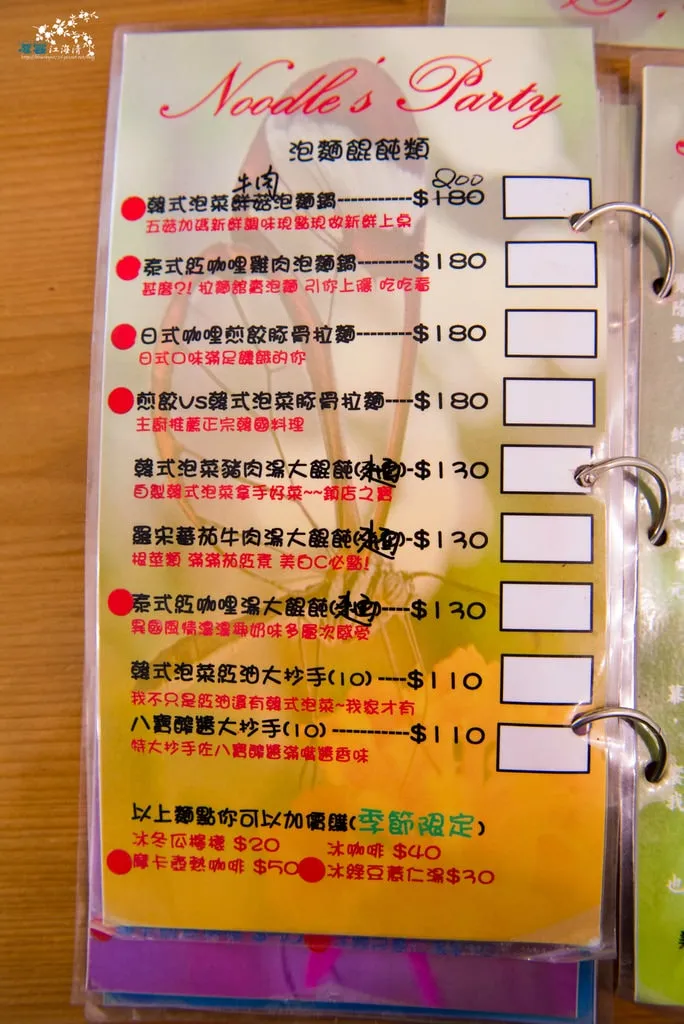 江海清
Noodle's Party
泡麵餛飩類
牛肉 200
韓式泡菜鮮菇泡麵鍋-----------$180
五菇加碼新鮮調味現點現做新鮮上桌
泰式紅咖哩雞肉泡麵鍋--------$180
甚麼?! 拉麵館賣泡麵 引你上癮 吃吃看
日式咖哩煎餃豚骨拉麵--------$180
日式口味滿足饑餓的你
煎餃VS韓式泡菜豚骨拉麵----$180
主廚推薦正宗韓國料理
韓式泡菜豬肉湯大餛飩(麵)-$130
自製韓式泡菜拿手好菜~~鎮店之寶
羅宋蕃茄牛肉湯大餛飩(麵)-$130
根莖類 滿滿茄紅素 美白C必點!
泰式紅咖哩湯大餛飩(麵)----$130
異國風情濃濃椰奶味多層次感受
韓式泡菜紅油大抄手(10)----$110
我不只是紅油還有韓式泡菜~我家才有
八寶醡醬大抄手(10)-----------$110
特大抄手佐八寶醡醬滿嘴醬香味
以上麵點你可以加價購(季節限定)
冰冬瓜檸檬 $20 冰咖啡 $40
摩卡壺熱咖啡 $50 冰綠豆薏仁湯$30